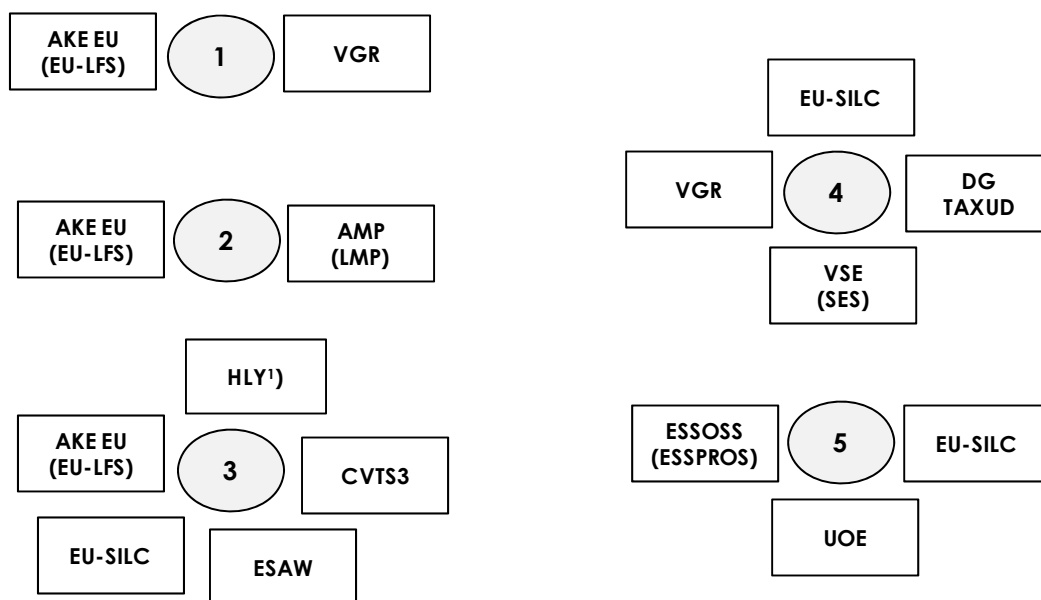 AKE EU
(EU-LFS)
1
VGR
AKE EU
(EU-LFS)
2
AMP
(LMP)
HLY¹)
AKE EU
(EU-LFS)
3
CVTS3
EU-SILC
ESAW
EU-SILC
VGR
4
DG
TAXUD
VSE
(SES)
ESSOSS
(ESSPROS)
5
EU-SILC
UOE